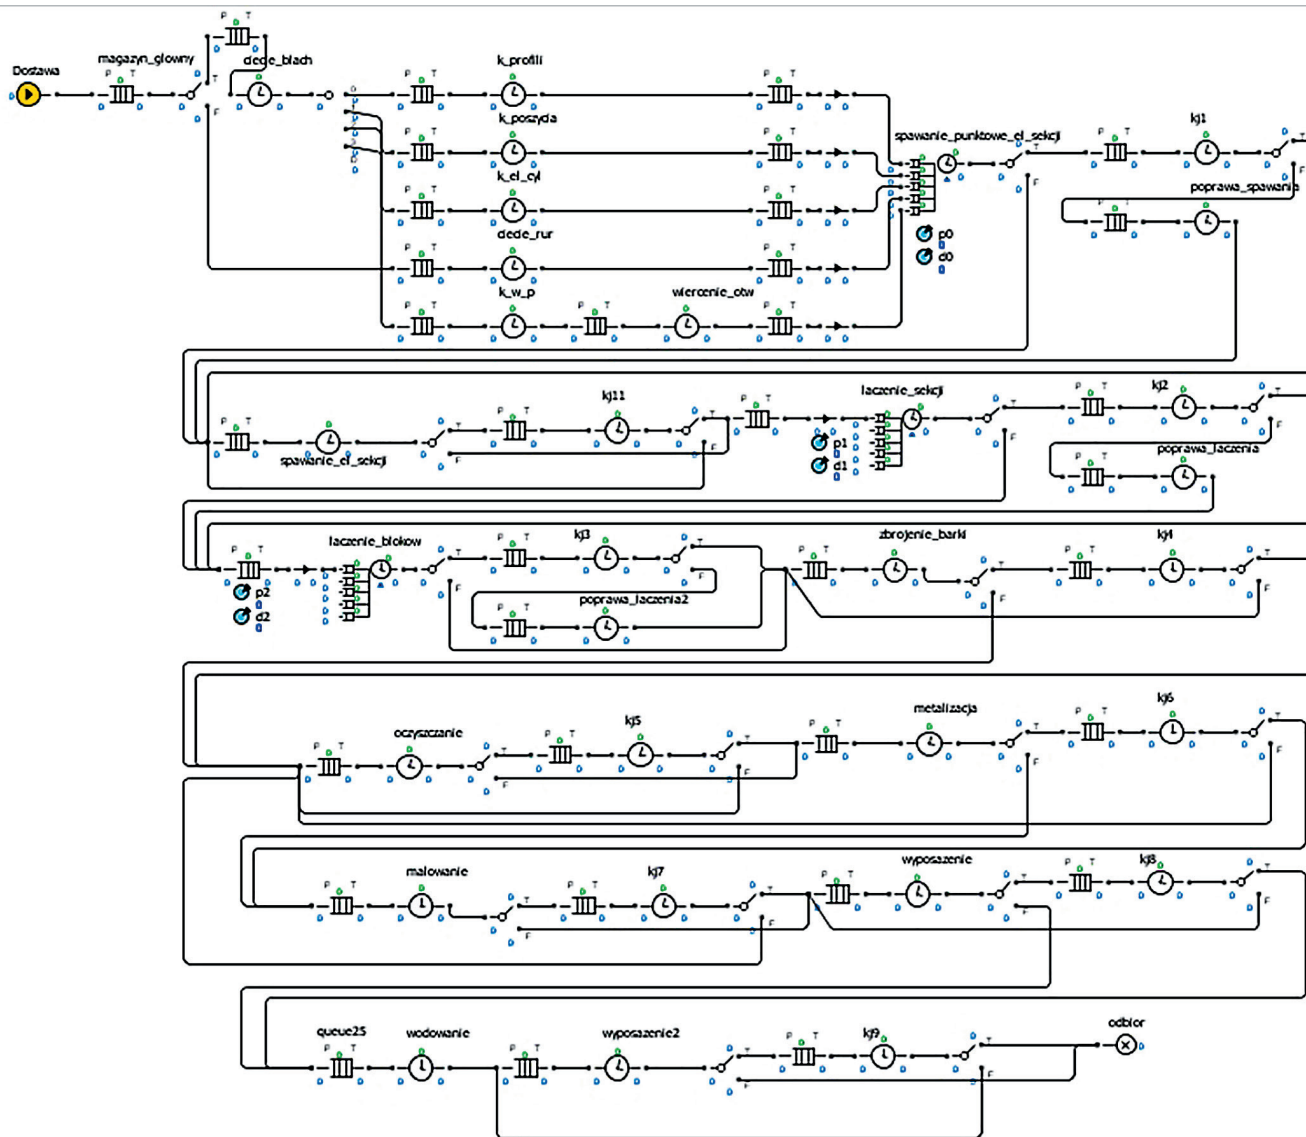 Dostawa
magazyn_glowny
ciecie_blach
k_profili
k_poszycia
k_el_cyl
ciecie_rur
k_w_p
wiercenie_otw
spawanie_punktowe_el_sekcji
p0
d0
kj1
poprawa_spawania
spawanie_el_sekcji
kj11
laczenie_sekcji
p1
d1
kj2
poprawa_laczenia
laczenie_blokow
p2
d2
kj3
poprawa_laczenia2
zbrojenie_barki
kj4
oczyszczanie
kj5
metalizacja
kj6
malowanie
kj7
wyposazenie
kj8
queue25
wodowanie
wyposazenie2
kj9
odbior